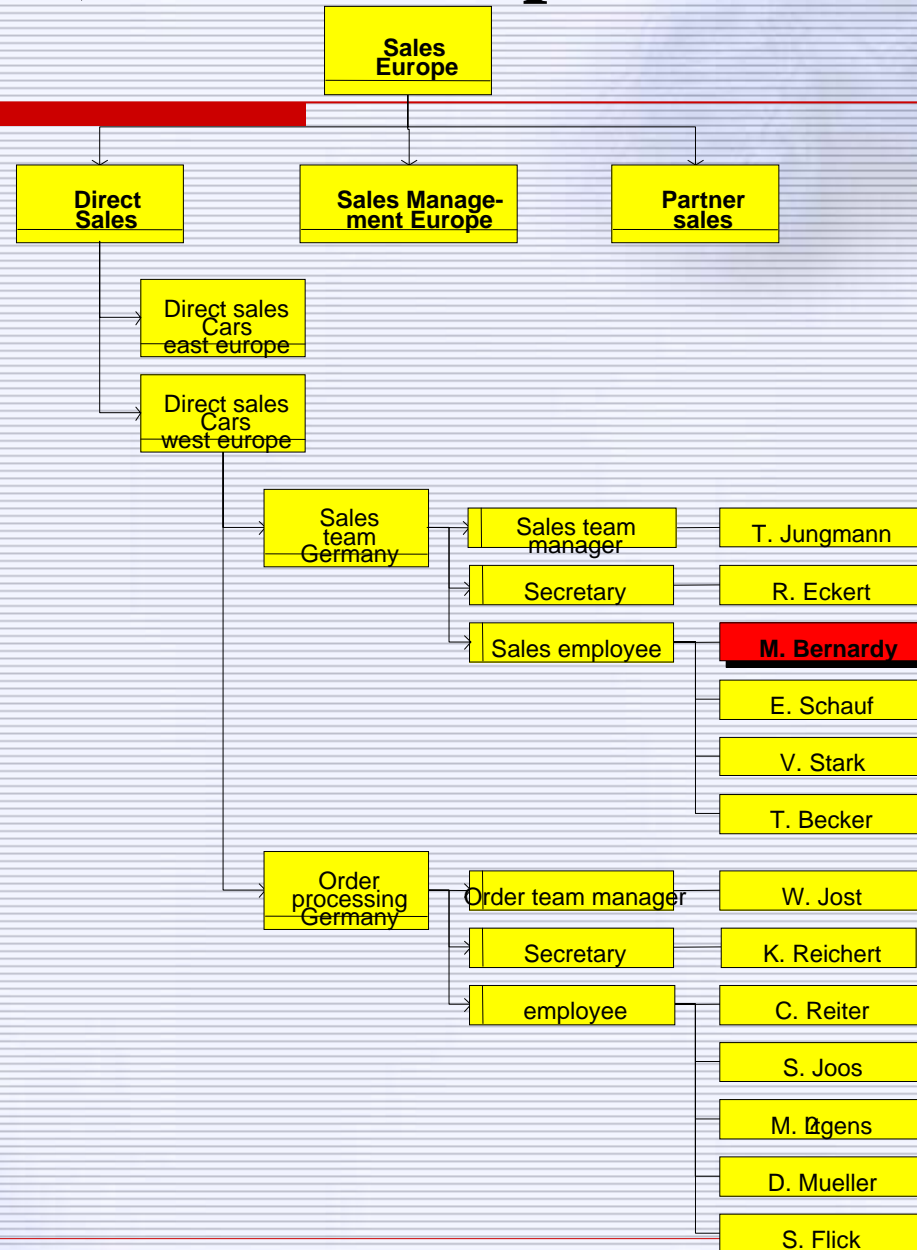 Sales
Europe
Direct
Sales
Sales Manage-
ment Europe
Partner
sales
Direct sales
Cars
east europe
Direct sales
Cars
west europe
Sales
team
Germany
Sales team
manager
T. Jungmann
Secretary
R. Eckert
Sales employee
M. Bernardy
E. Schauf
V. Stark
T. Becker
Order
processing
Germany
Order team manager
W. Jost
Secretary
K. Reichert
employee
C. Reiter
S. Joos
M.
D. Mueller
S. Flick